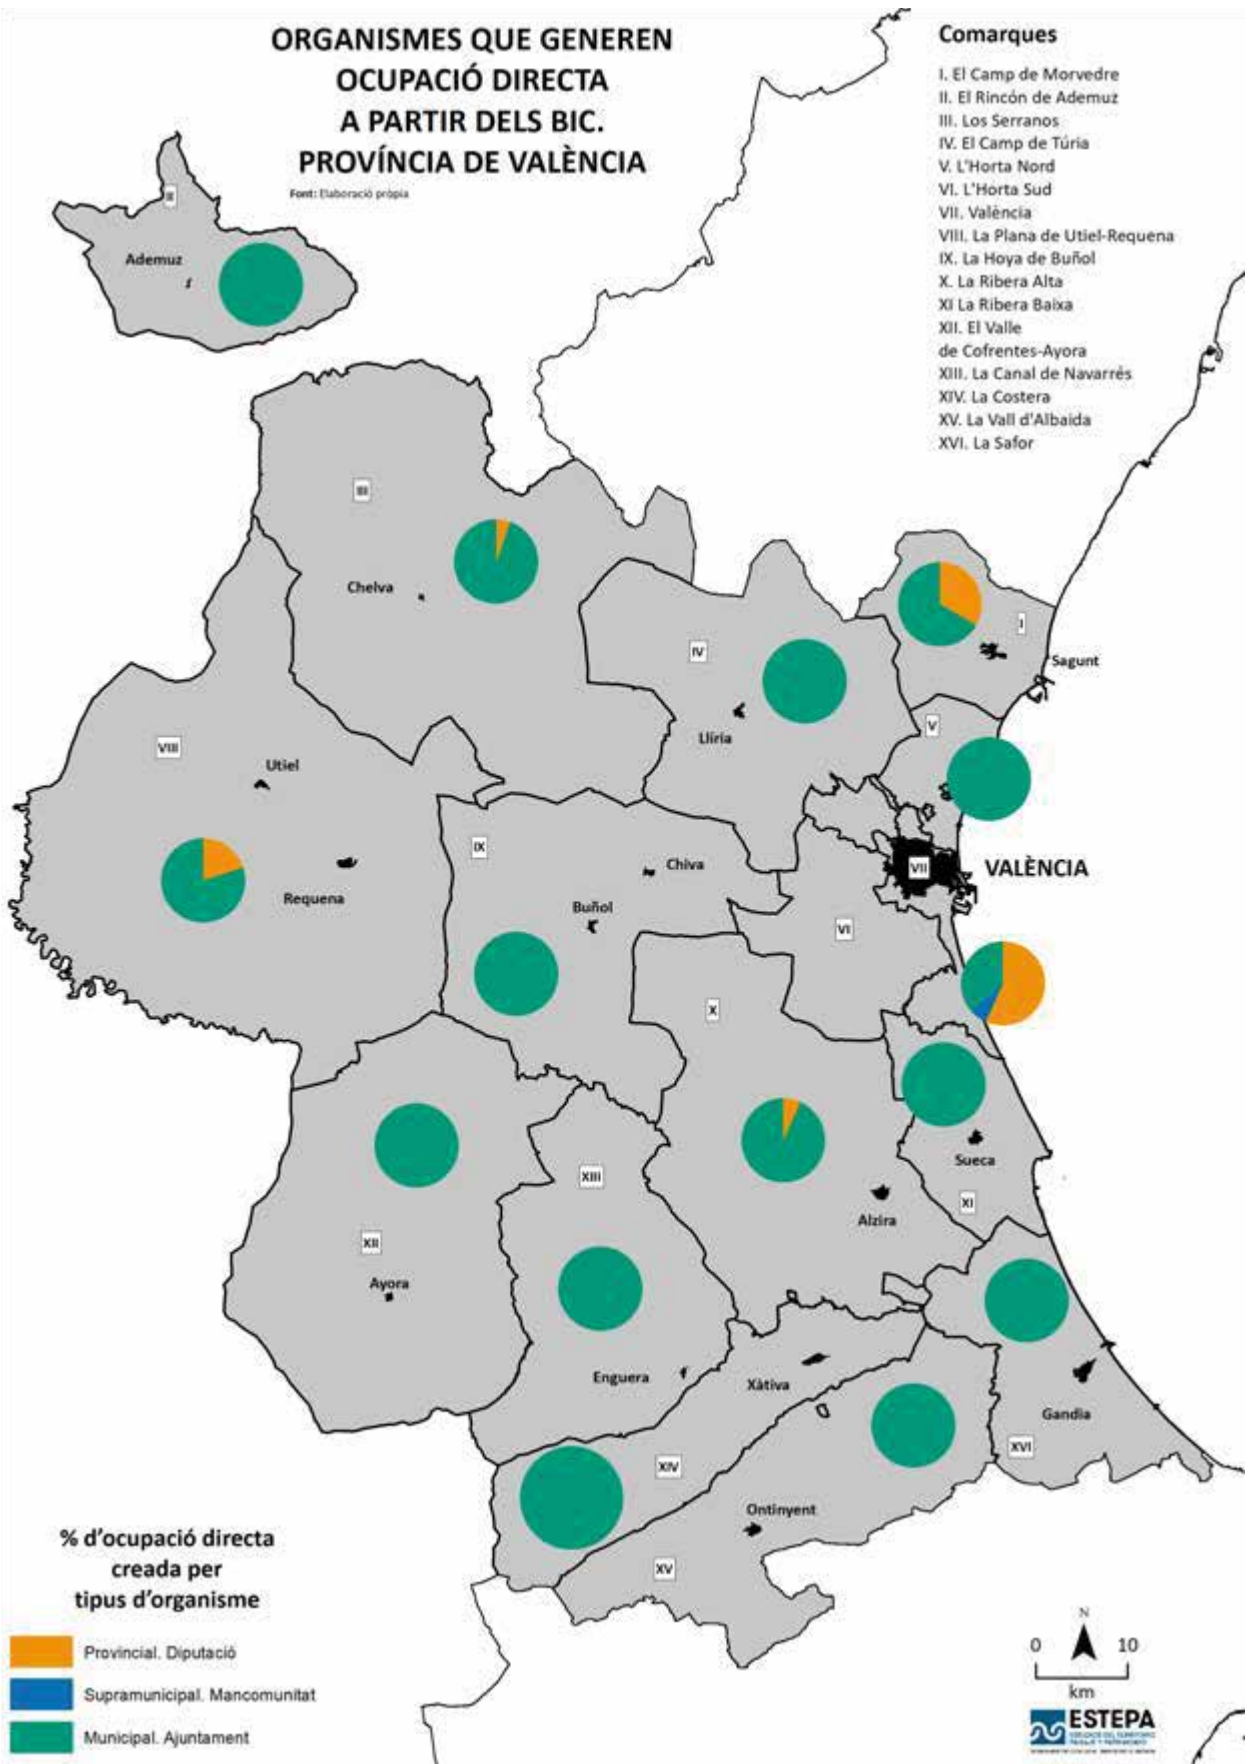 ORGANISMES QUE GENEREN
OCUPACIÓ DIRECTA
A PARTIR DELS BIC.
PROVÍNCIA DE VALÈNCIA
Font: Elaboració pròpia
Comarques
I. El Camp de Morvedre
II. El Rincón de Ademuz
III. Los Serranos
IV. El Camp de Túria
V. L'Horta Nord
VI. L'Horta Sud
VII. València
VIII. La Plana de Utiel-Requena
IX. La Hoya de Buñol
X. La Ribera Alta
XI La Ribera Baixa
XII. El Valle
de Cofrentes-Ayora
XIII. La Canal de Navarrés
XIV. La Costera
XV. La Vall d'Albaida
XVI. La Safor
II
Ademuz
III
Chelva
I
Sagunt
IV
Llíria
V
VIII
Utiel
Requena
IX
Chiva
Buñol
VII
VALÈNCIA
VI
X
Alzira
Sueca
XI
XIII
XII
Ayora
Enguera
Xàtiva
Gandia
XVI
XIV
Ontinyent
XV
% d'ocupació directa
creada per
tipus d'organisme
Provincial. Diputació
Supramunicipal. Mancomunitat
Municipal. Ajuntament
N
0 10
km
ESTEPA